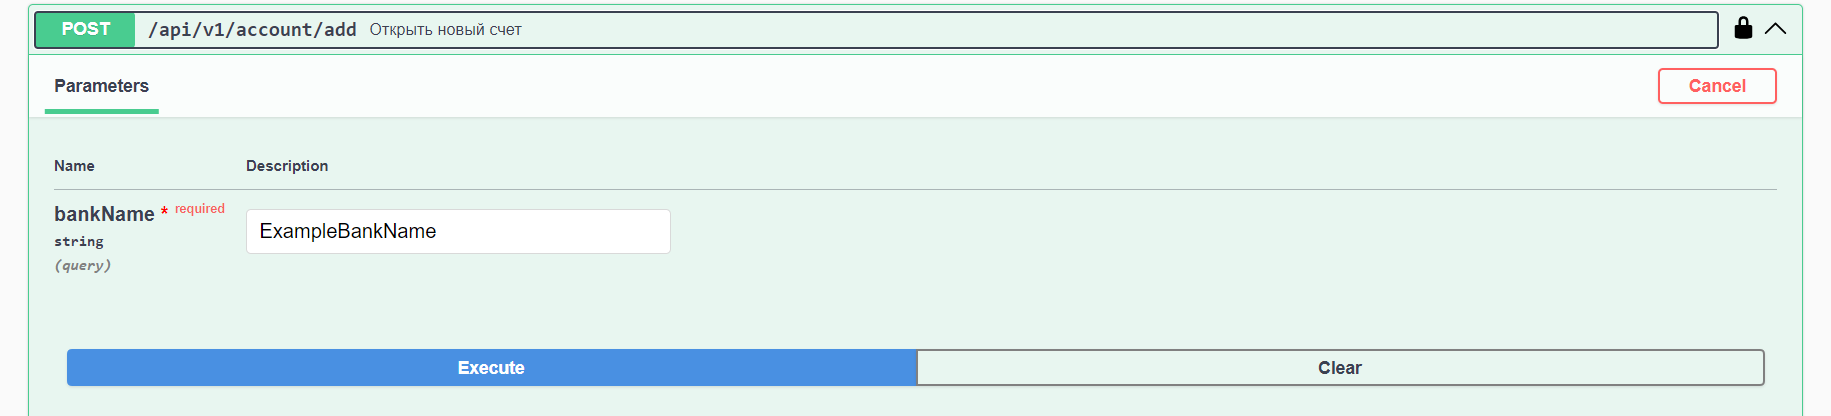 POST /api/v1/account/add Открыть новый счет
Parameters Cancel
Name Description
bankName * required
string
(query)
ExampleBankName
Execute Clear